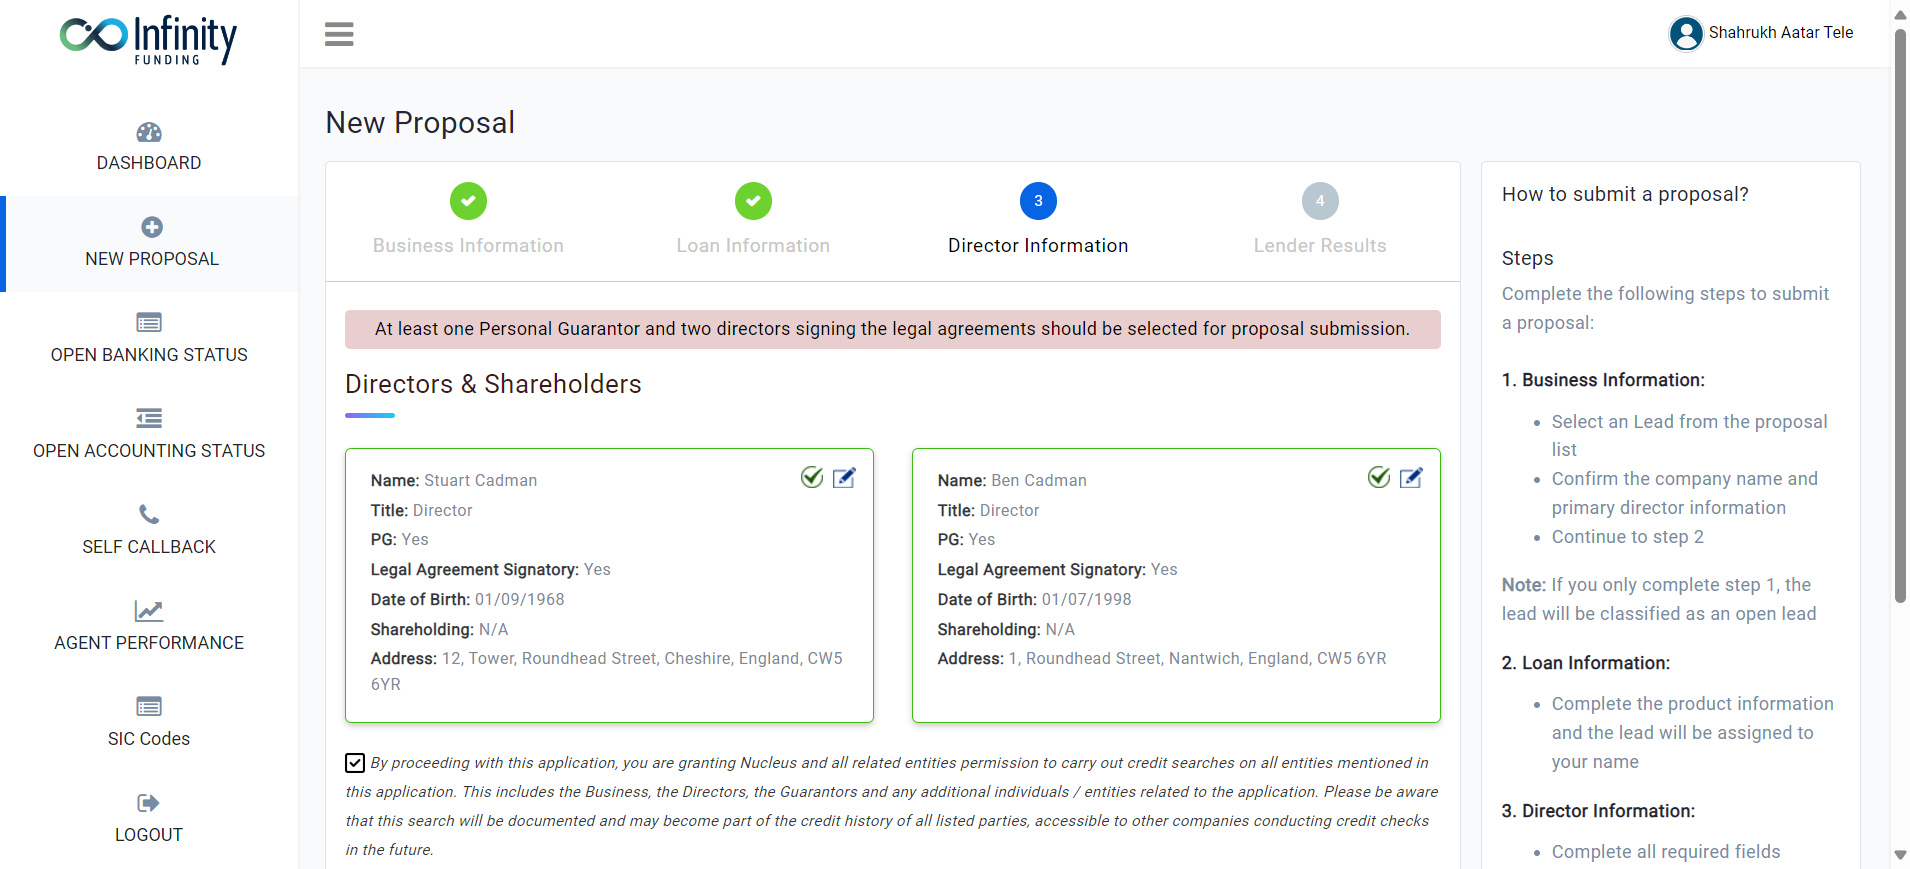 Infinity
FUNDING
Shahrukh Aatar Tele
DASHBOARD
NEW PROPOSAL
OPEN BANKING STATUS
OPEN ACCOUNTING STATUS
SELF CALLBACK
AGENT PERFORMANCE
SIC Codes
LOGOUT
New Proposal
Business Information
Loan Information
3
Director Information
4
Lender Results
At least one Personal Guarantor and two directors signing the legal agreements should be selected for proposal submission.
Directors & Shareholders
Name: Stuart Cadman
Title: Director
PG: Yes
Legal Agreement Signatory: Yes
Date of Birth: 01/09/1968
Shareholding: N/A
Address: 12, Tower, Roundhead Street, Cheshire, England, CW5
6YR
Name: Ben Cadman
Title: Director
PG: Yes
Legal Agreement Signatory: Yes
Date of Birth: 01/07/1998
Shareholding: N/A
Address: 1, Roundhead Street, Nantwich, England, CW5 6YR
By proceeding with this application, you are granting Nucleus and all related entities permission to carry out credit searches on all entities mentioned in
this application. This includes the Business, the Directors, the Guarantors and any additional individuals / entities related to the application. Please be aware
that this search will be documented and may become part of the credit history of all listed parties, accessible to other companies conducting credit checks
in the future.
How to submit a proposal?
Steps
Complete the following steps to submit
a proposal:
1. Business Information:
• Select an Lead from the proposal
list
• Confirm the company name and
primary director information
• Continue to step 2
Note: If you only complete step 1, the
lead will be classified as an open lead
2. Loan Information:
• Complete the product information
and the lead will be assigned to
your name
3. Director Information:
• Complete all required fields